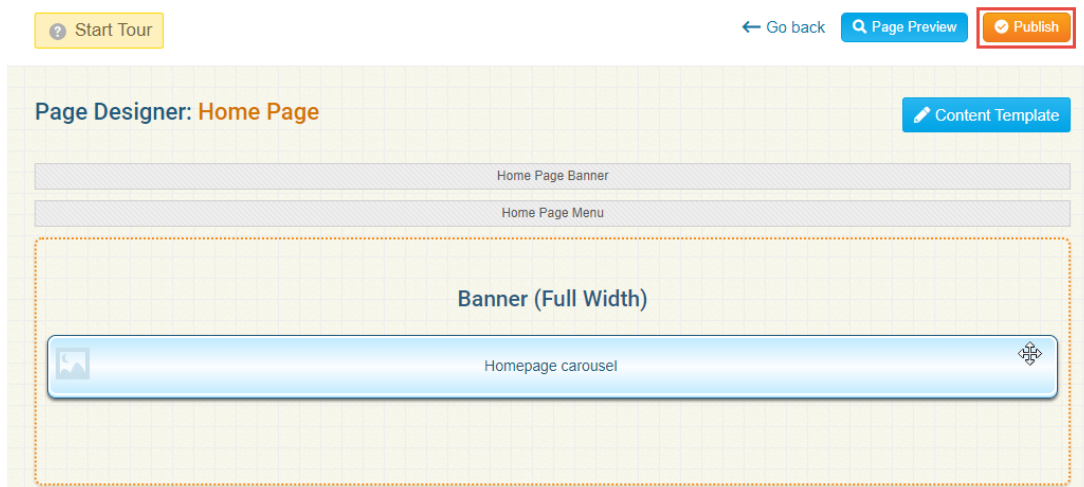 Start Tour
Go back
Page Preview
Publish
Page Designer: Home Page
Content Template
Home Page Banner
Home Page Menu
Banner (Full Width)
Homepage carousel